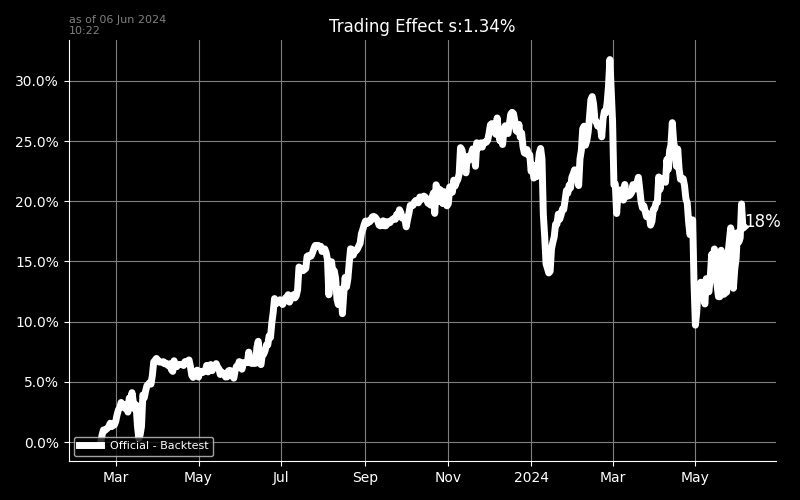 as of 06 Jun 2024
10:22
Trading Effect s:1.34%
30.0%
25.0%
20.0%
15.0%
10.0%
5.0%
0.0%
18%
Official - Backtest
Mar May Jul Sep Nov 2024 Mar May